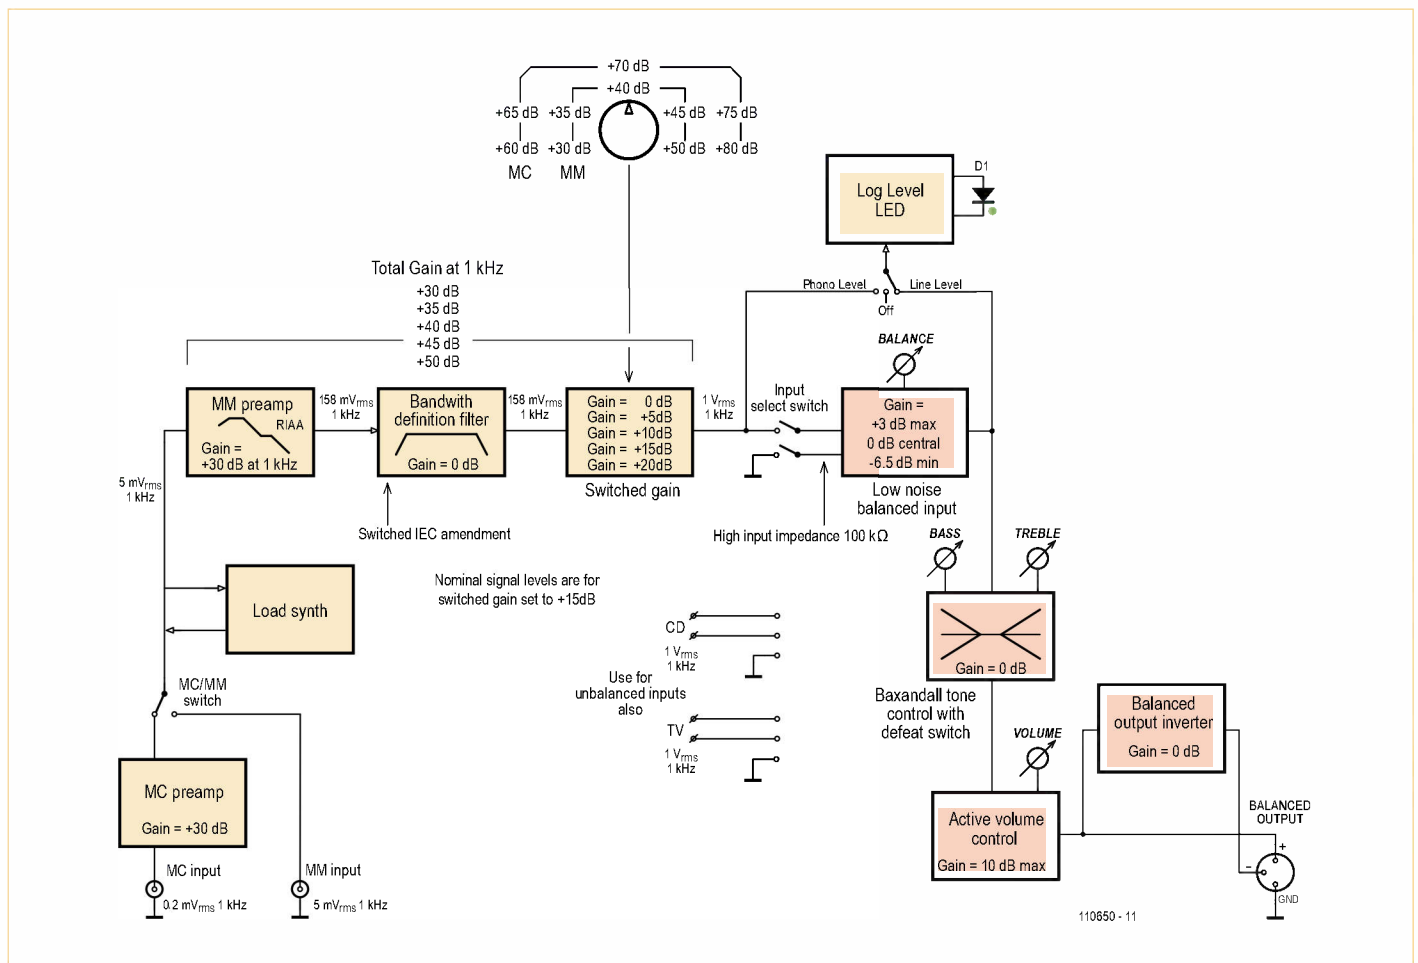 +70 dB
+40 dB
+65 dB +35 dB +45 dB +75 dB
+60 dB +30 dB +50 dB +80 dB
MC MM
Log Level
LED
D1
Phono Level
Line Level
Off
Total Gain at 1 kHz
+30 dB
+35 dB
+40 dB
+45 dB
+50 dB
BALANCE
MM preamp
RIAA
Gain =
+30 dB at 1 kHz
158 mVrms
1 kHz
Bandwith
definition filter
Gain = 0 dB
158 mVrms
1 kHz
Gain = 0 dB
Gain = +5dB
Gain = +10dB
Gain = +15dB
Gain = +20dB
Switched gain
1 Vrms
1 kHz
Input
select switch
Gain =
+3 dB max
0 dB central
-6.5 dB min
Low noise
balanced input
5 mVrms
1 kHz
Switched IEC amendment
High input impedance 100 kΩ
BASS
TREBLE
Nominal signal levels are for
switched gain set to +15dB
Load synth
CD
1 Vrms
1 kHz
Use for
unbalanced inputs
also
TV
1 Vrms
1 kHz
Gain = 0 dB
Baxandall tone
control with
defeat switch
MC/MM
switch
VOLUME
Balanced
output inverter
Gain = 0 dB
MC preamp
Gain = +30 dB
Active volume
control
Gain = 10 dB max
BALANCED
OUTPUT
+
-
GND
MC input
0.2 mVrms 1 kHz
MM input
5 mVrms 1 kHz
110650 - 11